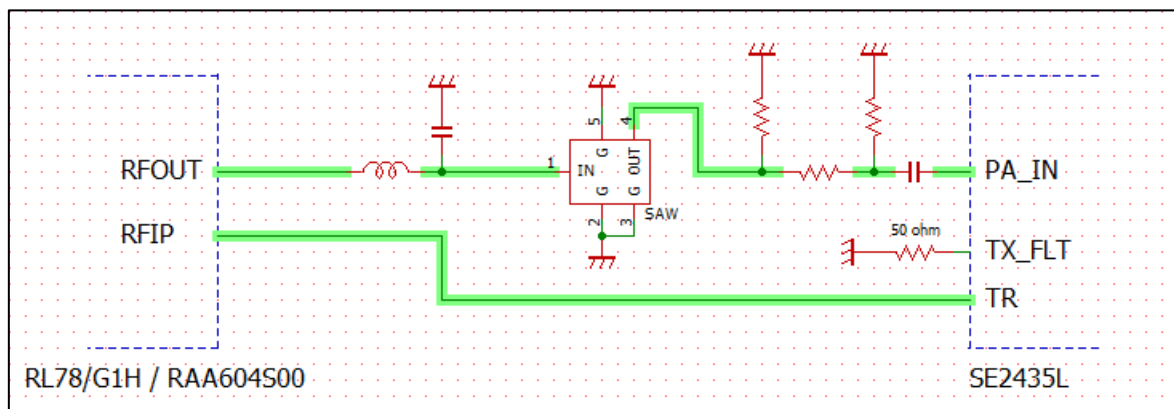 RFOUT
1
IN
5
G
4
OUT
G
2
G
3
SAW
PA_IN
RFIP
50 ohm
TX_FLT
TR
RL78/G1H / RAA604S00
SE2435L